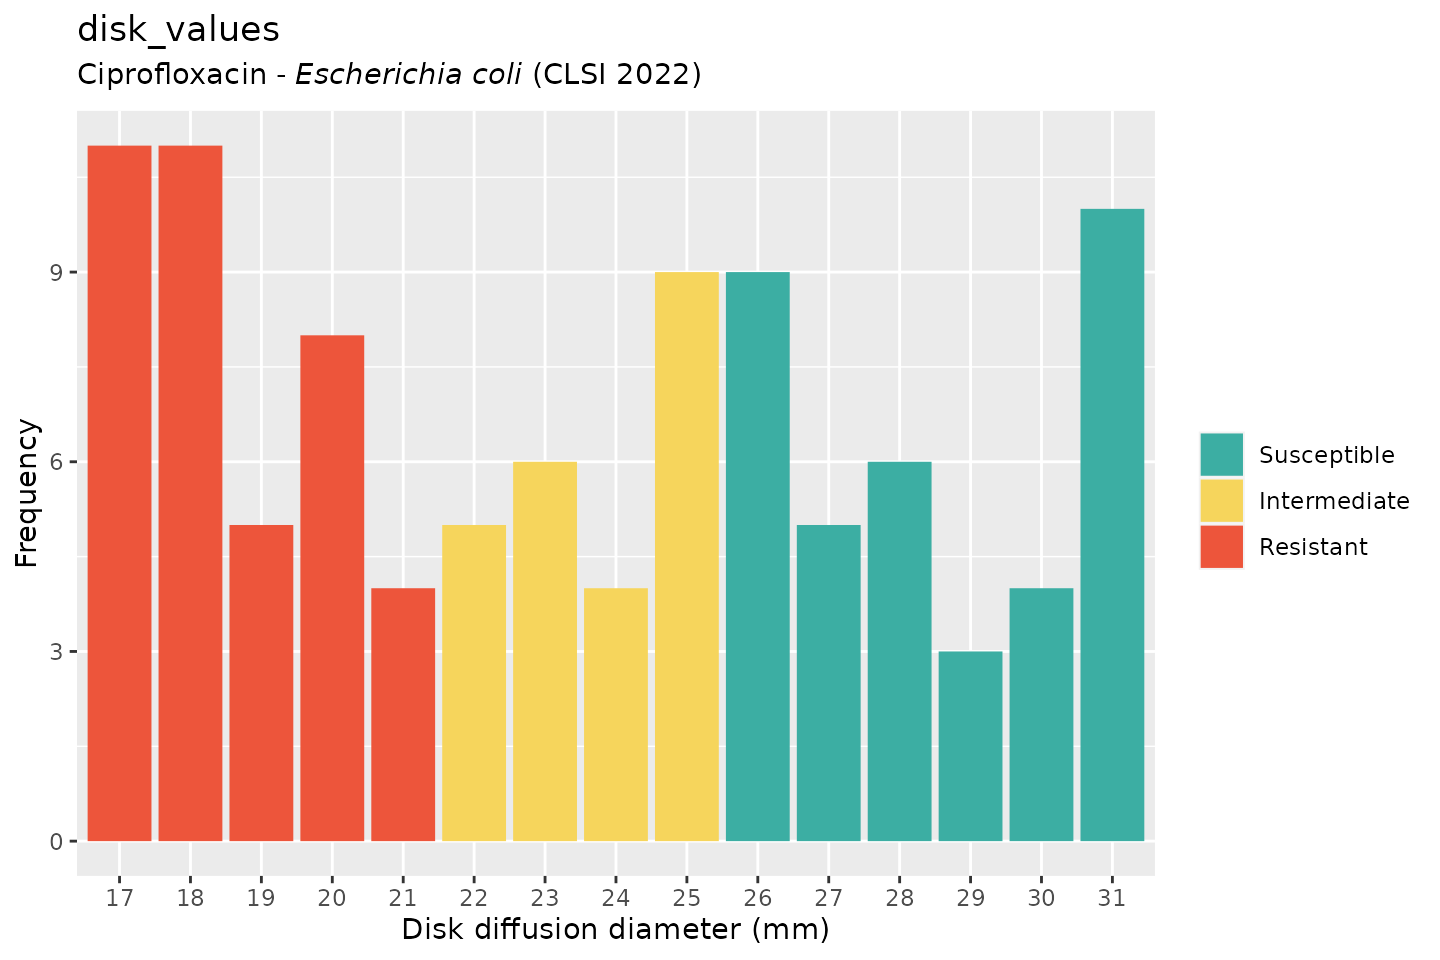 disk_values
Ciprofloxacin - Escherichia coli (CLSI 2022)
Frequency
9
6
3
0
17 18 19 20 21 22 23 24 25 26 27 28 29 30 31
Disk diffusion diameter (mm)
Susceptible
Intermediate
Resistant